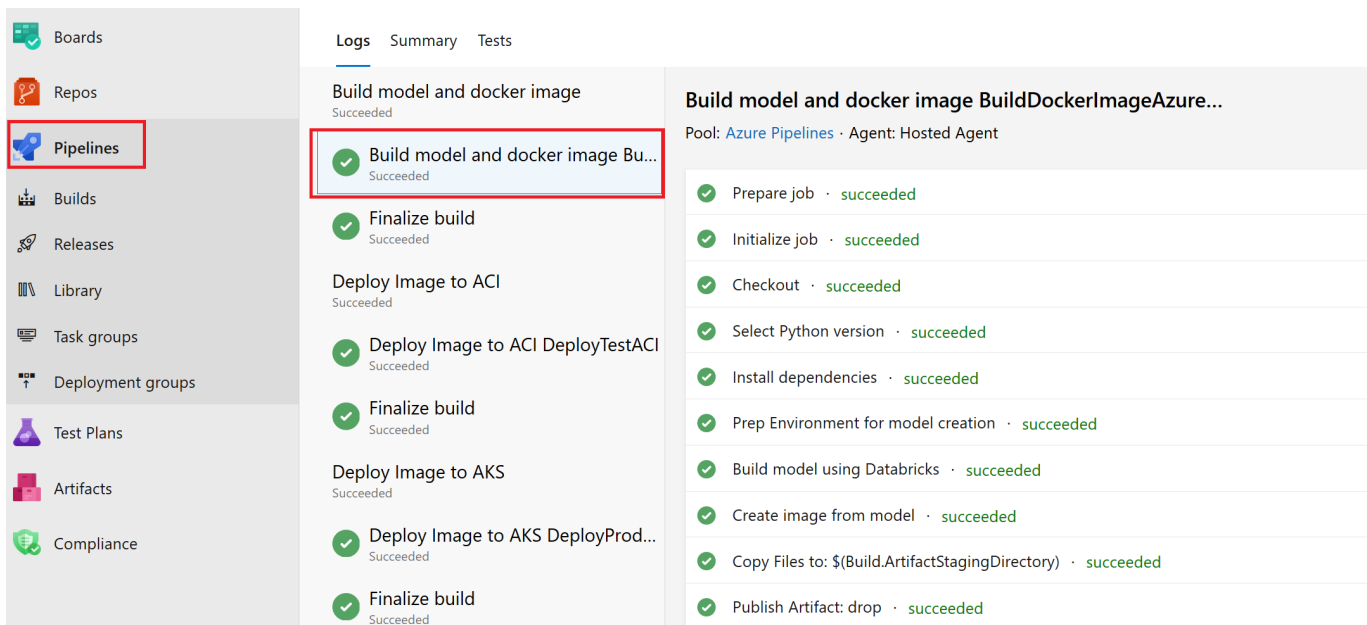 Boards
Repos
Pipelines
Builds
Releases
Library
Task groups
Deployment groups
Test Plans
Artifacts
Compliance
Logs Summary Tests
Build model and docker image
Succeeded
Build model and docker image Bu...
Succeeded
Finalize build
Succeeded
Deploy Image to ACI
Succeeded
Deploy Image to ACI DeployTestACI
Succeeded
Finalize build
Succeeded
Deploy Image to AKS
Succeeded
Deploy Image to AKS DeployProd...
Succeeded
Finalize build
Succeeded
Build model and docker image BuildDockerImageAzure...
Pool: Azure Pipelines · Agent: Hosted Agent
Prepare job · succeeded
Initialize job · succeeded
Checkout · succeeded
Select Python version · succeeded
Install dependencies · succeeded
Prep Environment for model creation · succeeded
Build model using Databricks · succeeded
Create image from model · succeeded
Copy Files to: $(Build.ArtifactStagingDirectory) · succeeded
Publish Artifact: drop · succeeded